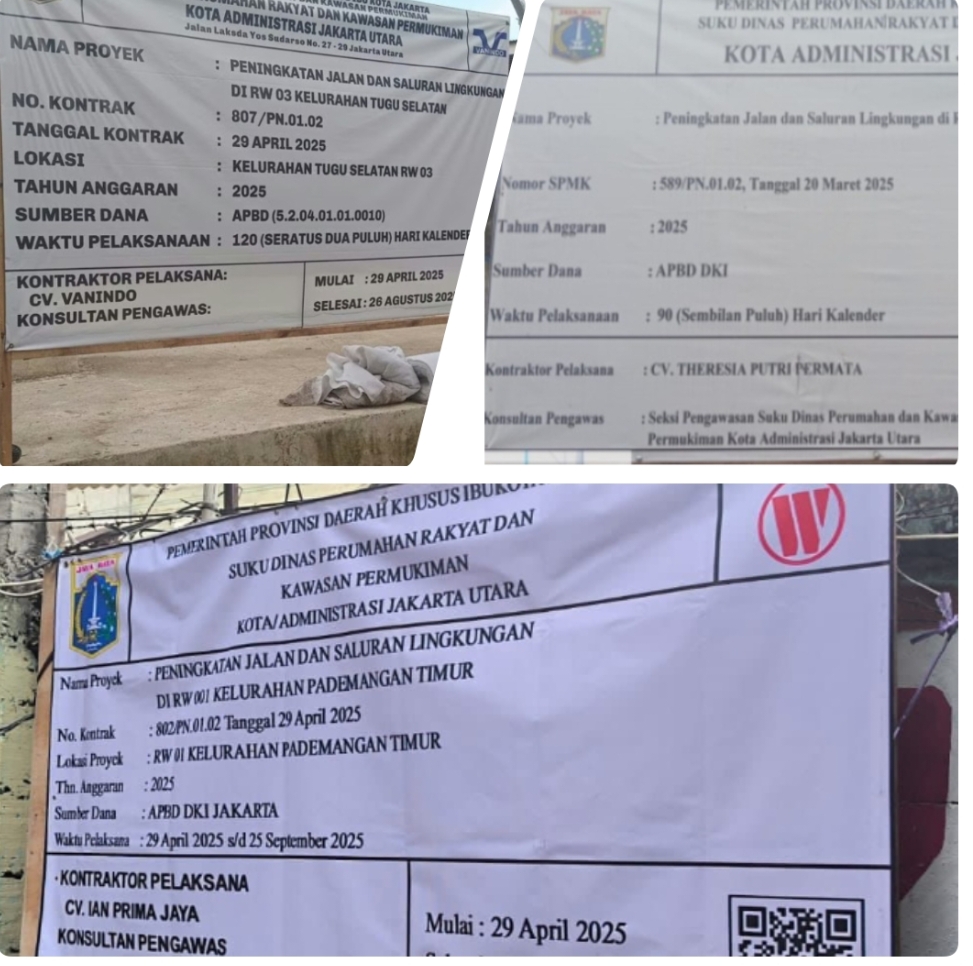 RAKYAT DAN KAWASAN PERMUKIMAN
KOTA ADMINISTRASI JAKARTA UTARA
Jalan Laksda Yos Sudarso No. 27 - 29 Jakarta Utara
VANINDO
NAMA PROYEK : PENINGKATAN JALAN DAN SALURAN LINGKUNGAN
DI RW 03 KELURAHAN TUGU SELATAN
NO. KONTRAK : 807/PN.01.02
TANGGAL KONTRAK : 29 APRIL 2025
LOKASI : KELURAHAN TUGU SELATAN RW 03
TAHUN ANGGARAN : 2025
SUMBER DANA : APBD (5.2.04.01.01.0010)
WAKTU PELAKSANAAN : 120 (SERATUS DUA PULUH) HARI KALENDER
KONTRAKTOR PELAKSANA:
CV. VANINDO
KONSULTAN PENGAWAS:
MULAI : 29 APRIL 2025
SELESAI : 26 AGUSTUS 202
PEMERINTAH PROVINSI DAERAH
SUKU DINAS PERUMAHAN RAKYAT
KOTA ADMINISTRASI
Nama Proyek : Peningkatan Jalan dan Saluran Lingkungan di
Nomor SPMK : 589/PN.01.02, Tanggal 20 Maret 2025
Tahun Anggaran : 2025
Sumber Dana : APBD DKI
Waktu Pelaksanaan : 90 (Sembilan Puluh) Hari Kalender
Kontraktor Pelaksana : CV. THERESIA PUTRI PERMATA
Konsultan Pengawas : Seksi Pengawasan Suku Dinas Perumahan dan Kawa
Permukiman Kota Administrasi Jakarta Utara
JAYA RAYA
PEMERINTAH PROVINSI DAERAH KHUSUS IBUKOT
SUKU DINAS PERUMAHAN RAKYAT DAN
KAWASAN PERMUKIMAN
KOTA/ADMINISTRASI JAKARTA UTARA
Nama Proyek : PENINGKATAN JALAN DAN SALURAN LINGKUNGAN
DI RW 001 KELURAHAN PADEMANGAN TIMUR
No. Kontrak : 802/PN.01.02 Tanggal 29 April 2025
Lokasi Proyek : RW 01 KELURAHAN PADEMANGAN TIMUR
Thn. Anggaran : 2025
Sumber Dana : APBD DKI JAKARTA
Waktu Pelaksana : 29 April 2025 s/d 25 September 2025
KONTRAKTOR PELAKSANA
CV. IAN PRIMA JAYA
KONSULTAN PENGAWAS
Mulai : 29 April 2025